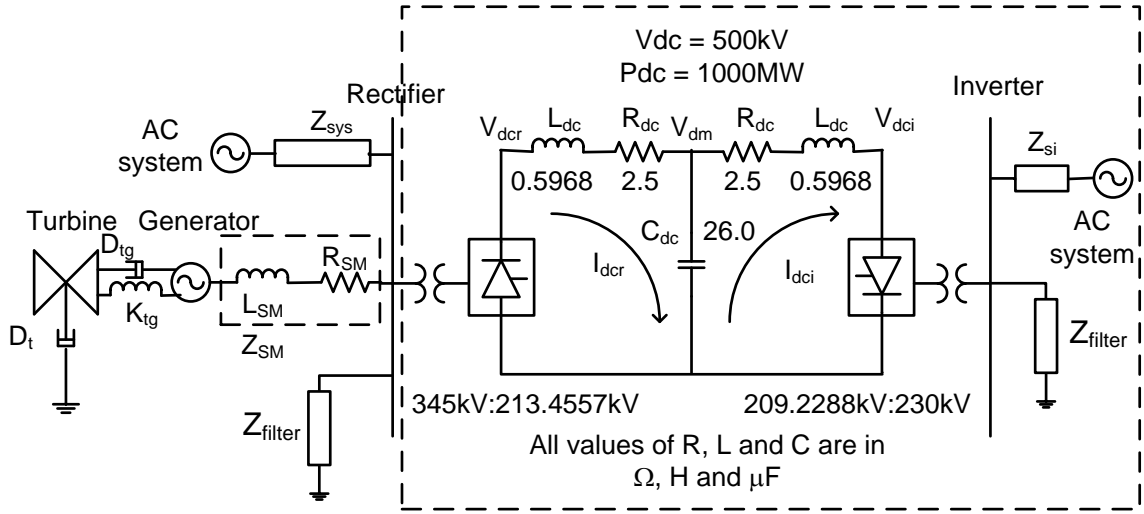 Vdc = 500kV
Pdc = 1000MW
Rectifier
Inverter
AC system
Zsys
Vdcr
Ldc
Rdc
Vdm
Rdc
Ldc
Vdci
Zsi
AC system
0.5968
2.5
2.5
0.5968
Turbine
Generator
Dtg
Ktg
Dt
LSM
RSM
ZSM
Idcr
Cdc
26.0
Idci
Zfilter
Zfilter
345kV:213.4557kV
209.2288kV:230kV
All values of R, L and C are in
Ω, H and μF